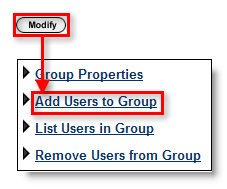 Modify
Group Properties
Add Users to Group
List Users in Group
Remove Users from Group